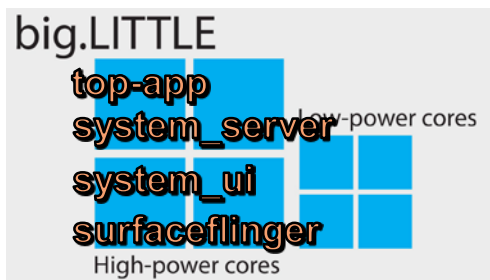 big.LITTLE
top-app
Low-power cores
system_server
system_ui
surfaceflinger
High-power cores